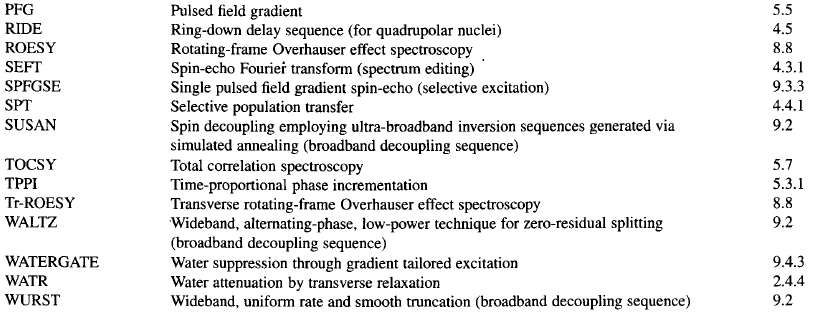 PFG Pulsed field gradient 5.5
RIDE Ring-down delay sequence (for quadrupolar nuclei) 4.5
ROESY Rotating-frame Overhauser effect spectroscopy 8.8
SEFT Spin-echo Fourier transform (spectrum editing) 4.3.1
SPFGSE Single pulsed field gradient spin-echo (selective excitation) 9.3.3
SPT Selective population transfer 4.4.1
SUSAN Spin decoupling employing ultra-broadband inversion sequences generated via 9.2
simulated annealing (broadband decoupling sequence)
TOCSY Total correlation spectroscopy 5.7
TPPI Time-proportional phase incrementation 5.3.1
Tr-ROESY Transverse rotating-frame Overhauser effect spectroscopy 8.8
WALTZ Wideband, alternating-phase, low-power technique for zero-residual splitting 9.2
(broadband decoupling sequence)
WATERGATE Water suppression through gradient tailored excitation 9.4.3
WATR Water attenuation by transverse relaxation 2.4.4
WURST Wideband, uniform rate and smooth truncation (broadband decoupling sequence) 9.2